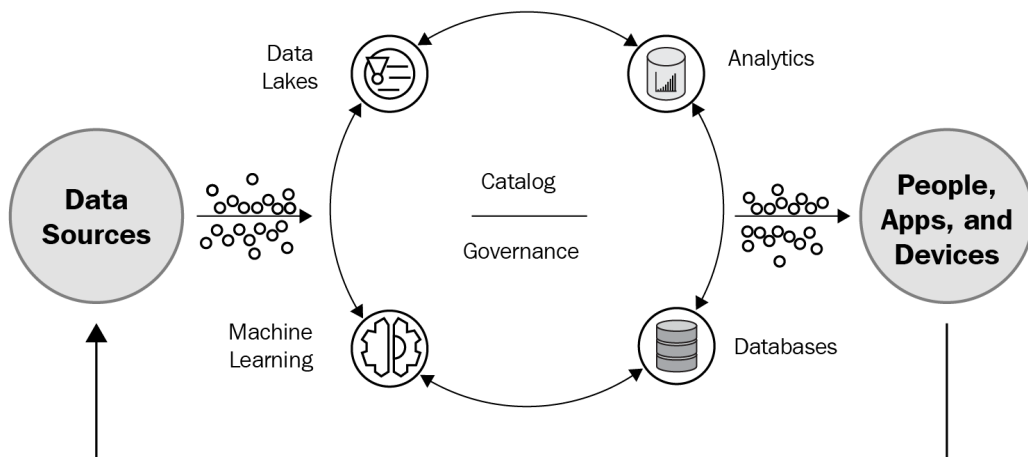 Data
Lakes
Analytics
Data
Sources
Catalog
Governance
People,
Apps, and
Devices
Machine
Learning
Databases